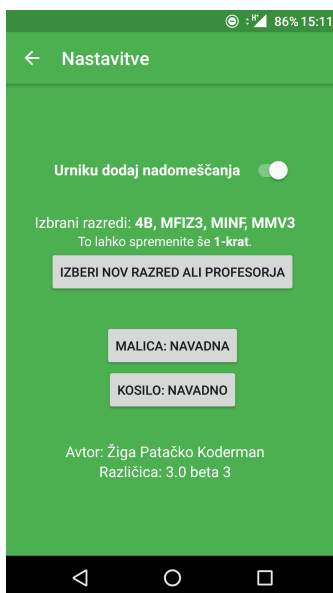 86% 15:11
Nastavitve
Urniku dodaj nadomeščanja
Izbrani razredi: 4B, MFIZ3, MINF, MMV3
To lahko spremenite še 1-krat.
IZBERI NOV RAZRED ALI PROFESORJA
MALICA: NAVADNA
KOSILO: NAVADNO
Avtor: Žiga Patačko Koderman
Različica: 3.0 beta 3